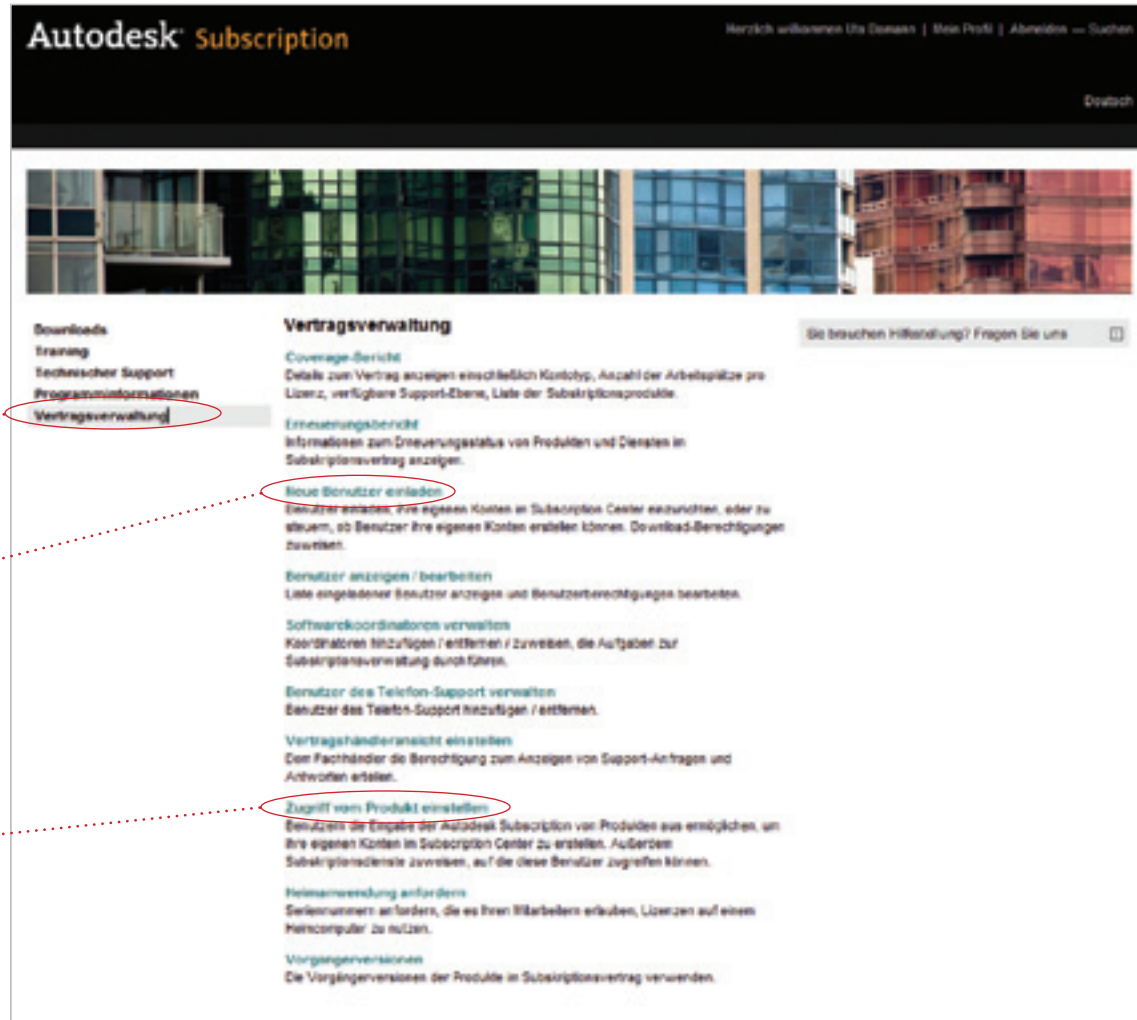 Autodesk Subscription
Herzlich willkommen Uta Domann | Mein Profil | Abmelden — Suchen
Deutsch
Downloads
Training
Technischer Support
Programminformationen
Vertragsverwaltung
Vertragsverwaltung
Sie brauchen Hilfestellung? Fragen Sie uns
Coverage-Bericht
Details zum Vertrag anzeigen einschließlich Kontotyp, Anzahl der Arbeitsplätze pro
Lizenz, verfügbare Support-Ebene, Liste der Subskriptionsprodukte.
Erneuerungsbericht
Informationen zum Erneuerungsstatus von Produkten und Diensten im
Subskriptionsvertrag anzeigen.
Neue Benutzer einladen
Benutzer einladen, ihre eigenen Konten im Subscription Center einzurichten, oder zu
steuern, ob Benutzer ihre eigenen Konten erstellen können. Download-Berechtigungen
zuweisen.
Benutzer anzeigen / bearbeiten
Liste eingeladener Benutzer anzeigen und Benutzerberechtigungen bearbeiten.
Softwarekoordinatoren verwalten
Koordinatoren hinzufügen / entfernen / zuweisen, die Aufgaben zur
Subskriptionsverwaltung durchführen.
Benutzer des Telefon-Support verwalten
Benutzer des Telefon-Support hinzufügen / entfernen.
Vertragshändleransicht einstellen
Dem Fachhändler die Berechtigung zum Anzeigen von Support-Anfragen und
Antworten erteilen.
Zugriff vom Produkt einstellen
Benutzern die Eingabe der Autodesk Subscription von Produkten aus ermöglichen, um
ihre eigenen Konten im Subscription Center zu erstellen. Außerdem
Subskriptionsdienste zuweisen, auf die diese Benutzer zugreifen können.
Heimanwendung anfordern
Seriennummern anfordern, die es Ihren Mitarbeitern erlauben, Lizenzen auf einem
Heimcomputer zu nutzen.
Vorgängerversionen
Die Vorgängerversionen der Produkte im Subskriptionsvertrag verwenden.